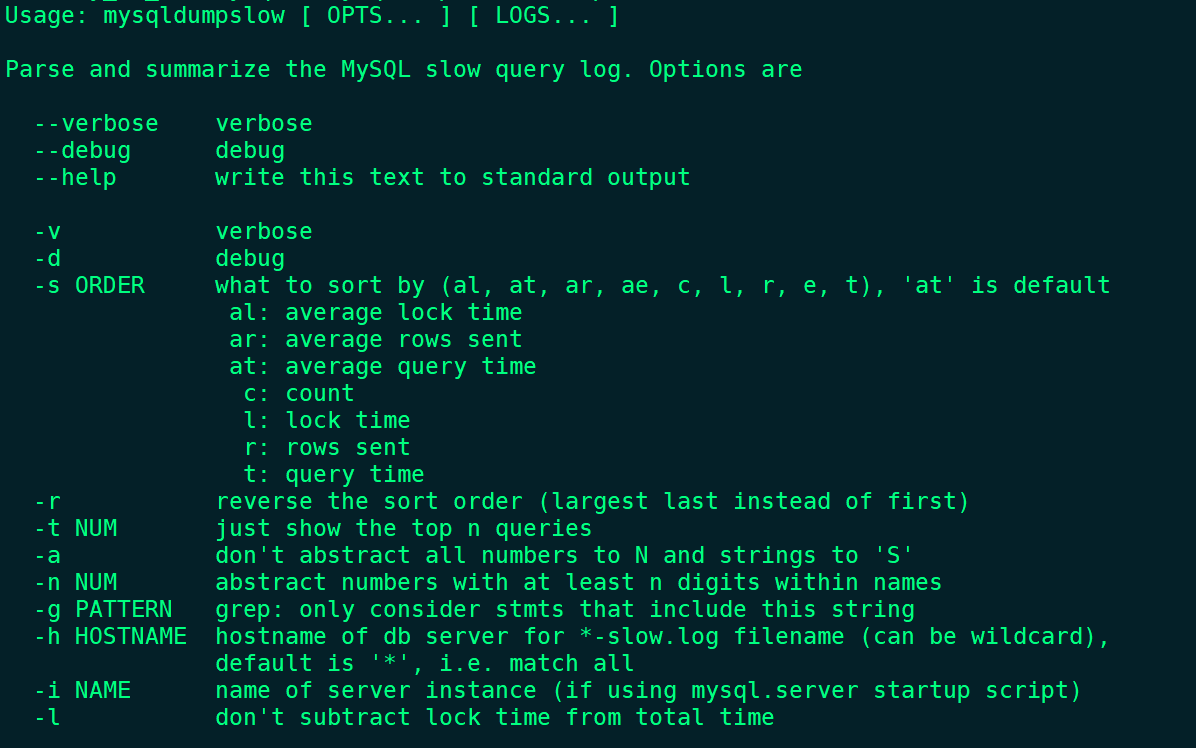 Usage: mysqldumpslow [ OPTS... ] [ LOGS... ]
Parse and summarize the MySQL slow query log. Options are
--verbose    verbose
--debug      debug
--help       write this text to standard output
-v           verbose
-d           debug
-s ORDER     what to sort by (al, at, ar, ae, c, l, r, e, t), 'at' is default
al: average lock time
ar: average rows sent
at: average query time
c: count
l: lock time
r: rows sent
t: query time
-r           reverse the sort order (largest last instead of first)
-t NUM       just show the top n queries
-a           don't abstract all numbers to N and strings to 'S'
-n NUM       abstract numbers with at least n digits within names
-g PATTERN   grep: only consider stmts that include this string
-h HOSTNAME  hostname of db server for *-slow.log filename (can be wildcard),
default is '*', i.e. match all
-i NAME      name of server instance (if using mysql.server startup script)
-l           don't subtract lock time from total time